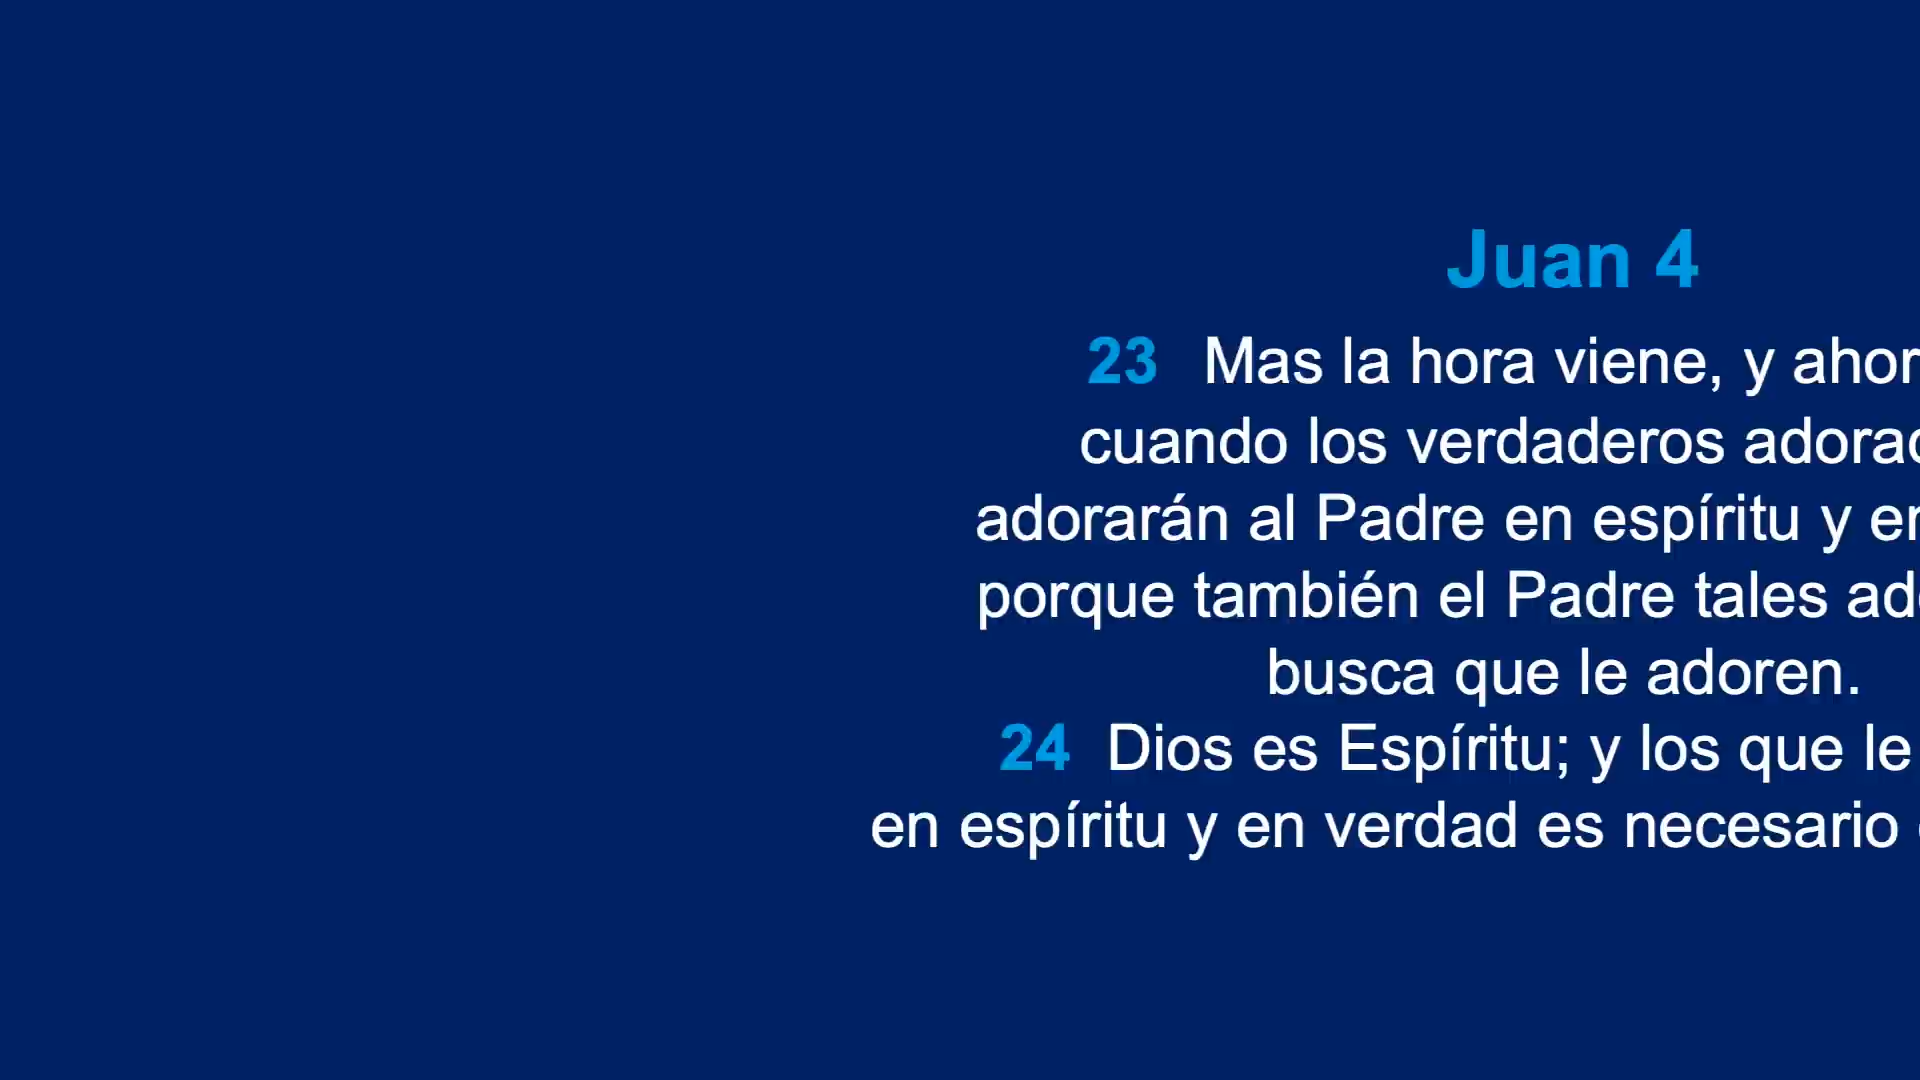 Juan 4
23 Mas la hora viene, y
cuando los verdaderos
adorarán al Padre en espíritu y
porque también el Padre tales
busca que le adoren.
24 Dios es Espíritu; y los que le
en espíritu y en verdad es necesario